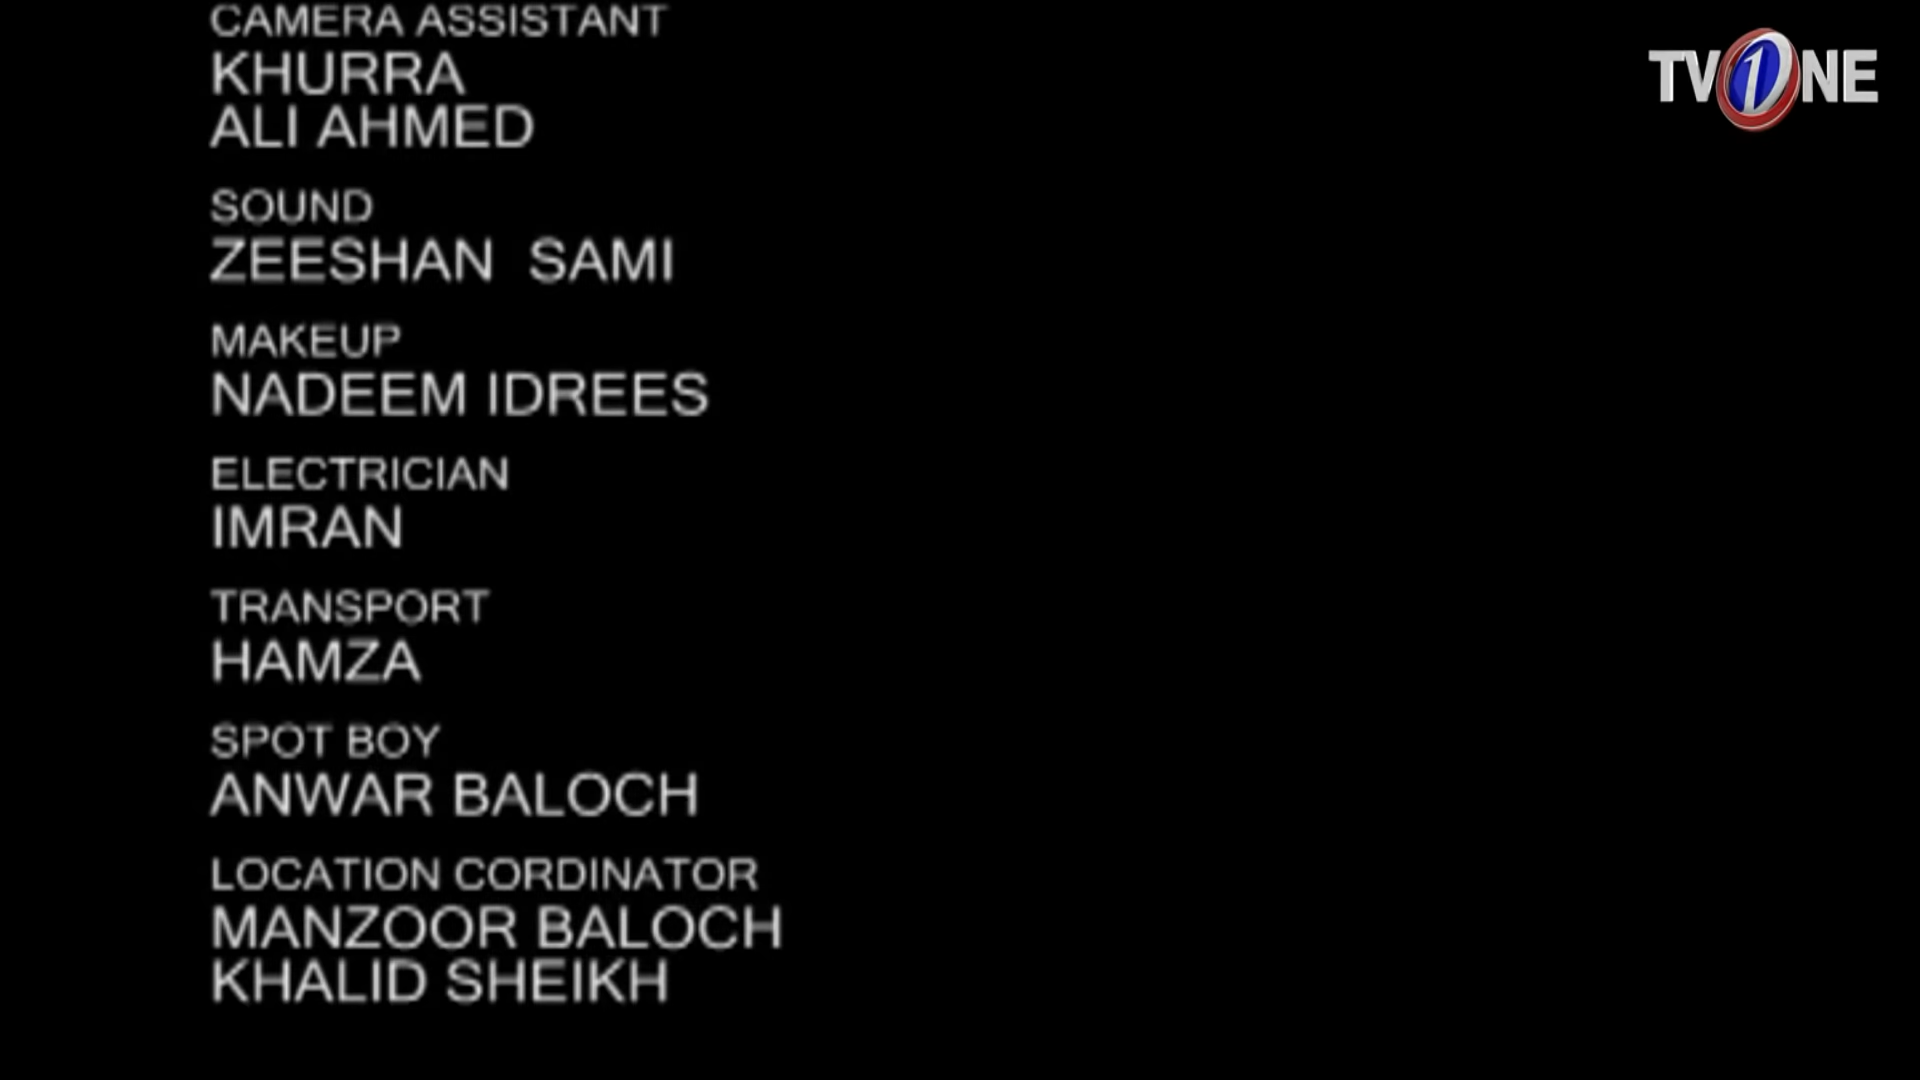 CAMERA ASSISTANT
KHURRA
ALI AHMED
SOUND
ZEESHAN  SAMI
MAKEUP
NADEEM IDREES
ELECTRICIAN
IMRAN
TRANSPORT
HAMZA
SPOT BOY
ANWAR BALOCH
LOCATION CORDINATOR
MANZOOR BALOCH
KHALID SHEIKH
TV1NE